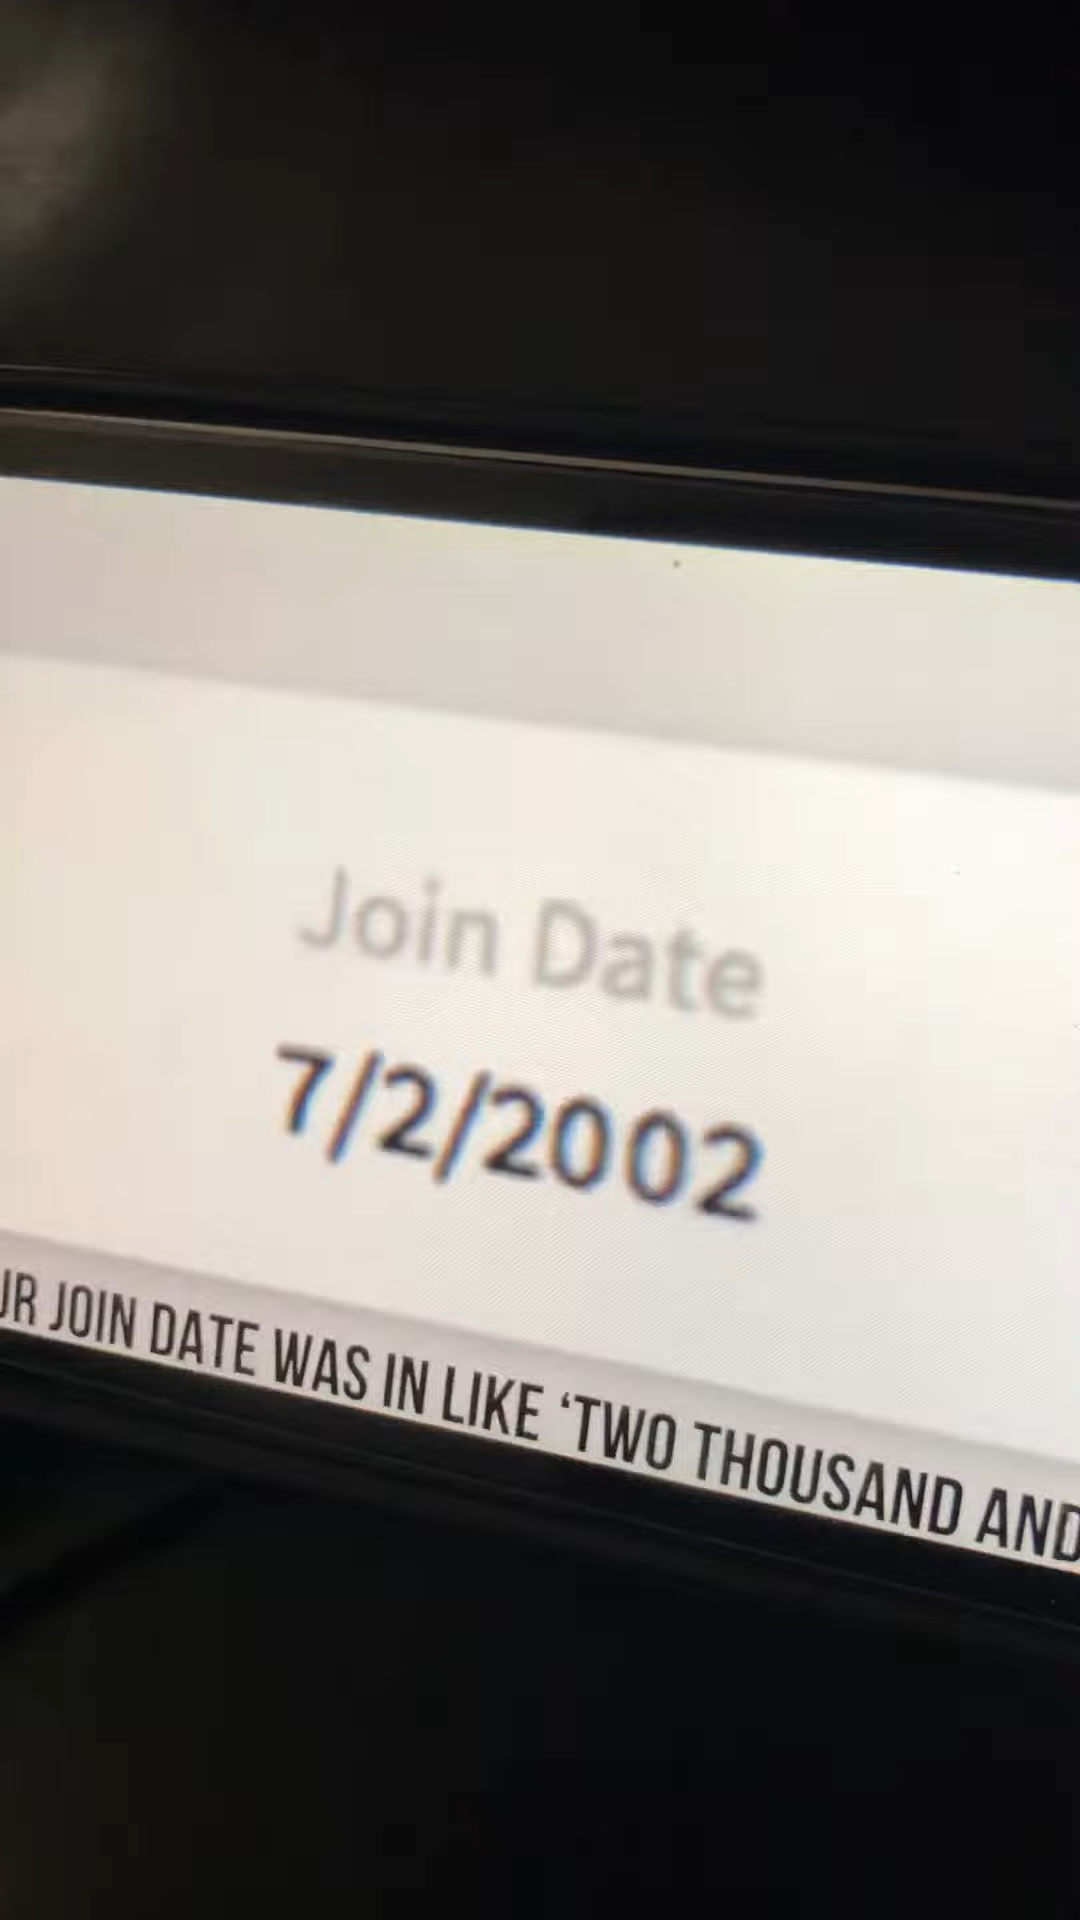 Join Date
7/2/2002
JOIN DATE WAS IN LIKE ‘TWO THOUSAND AND